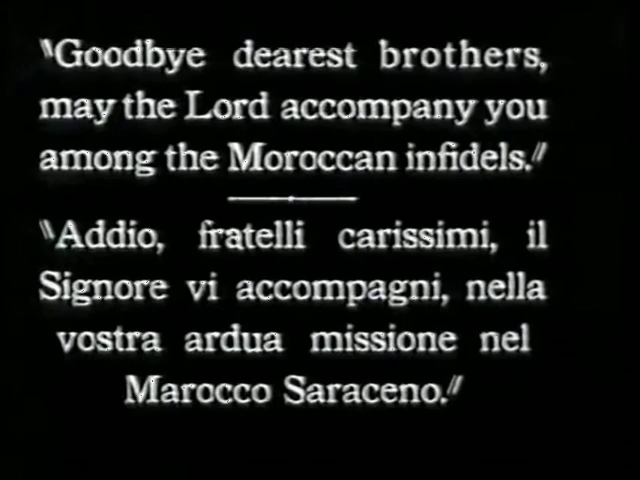 "Goodbye dearest brothers,
may the Lord accompany you
among the Moroccan infidels."
"Addio, fratelli carissimi, il
Signore vi accompagni, nella
vostra ardua missione nel
Marocco Saraceno."